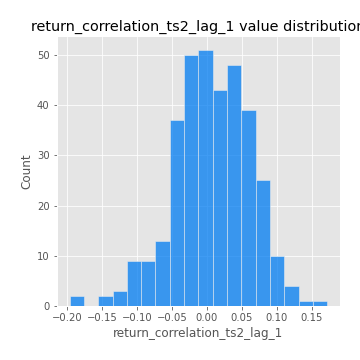 return_correlation_ts2_lag_1 value distribution
50
40
30
20
10
0
Count
−0.20 −0.15 −0.10 −0.05 0.00 0.05 0.10 0.15
return_correlation_ts2_lag_1